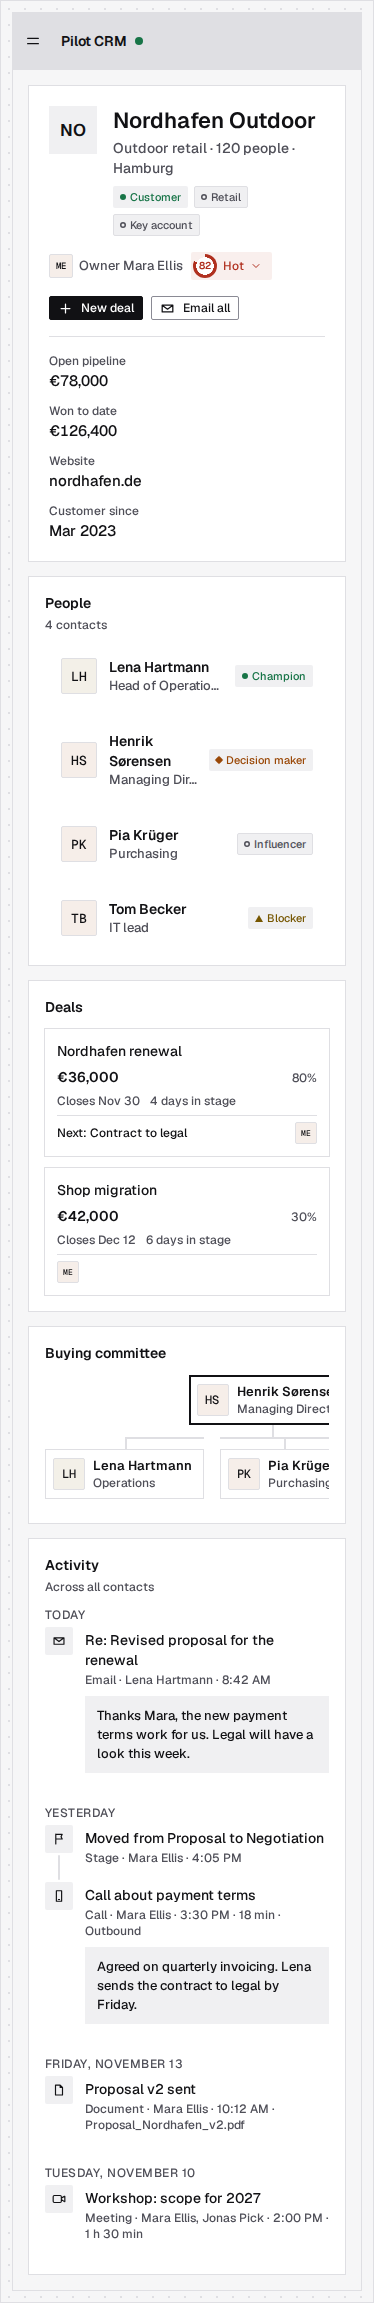 Pilot CRM
NO
Nordhafen Outdoor
Outdoor retail · 120 people ·
Hamburg
Customer
Retail
Key account
ME
Owner Mara Ellis
82
Hot
New deal
Email all
Open pipeline
€78,000
Won to date
€126,400
Website
nordhafen.de
Customer since
Mar 2023
People
4 contacts
LH
Lena Hartmann
Head of Operatio...
Champion
HS
Henrik
Sørensen
Managing Dir...
Decision maker
PK
Pia Krüger
Purchasing
Influencer
TB
Tom Becker
IT lead
Blocker
Deals
Nordhafen renewal
€36,000
80%
Closes Nov 30 4 days in stage
Next: Contract to legal
ME
Shop migration
€42,000
30%
Closes Dec 12 6 days in stage
ME
Buying committee
HS
Henrik Sørense
Managing Direct
LH
Lena Hartmann
Operations
PK
Pia Krüge
Purchasing
Activity
Across all contacts
TODAY
Re: Revised proposal for the
renewal
Email · Lena Hartmann · 8:42 AM
Thanks Mara, the new payment
terms work for us. Legal will have a
look this week.
YESTERDAY
Moved from Proposal to Negotiation
Stage · Mara Ellis · 4:05 PM
Call about payment terms
Call · Mara Ellis · 3:30 PM · 18 min ·
Outbound
Agreed on quarterly invoicing. Lena
sends the contract to legal by
Friday.
FRIDAY, NOVEMBER 13
Proposal v2 sent
Document · Mara Ellis · 10:12 AM ·
Proposal_Nordhafen_v2.pdf
TUESDAY, NOVEMBER 10
Workshop: scope for 2027
Meeting · Mara Ellis, Jonas Pick · 2:00 PM ·
1 h 30 min